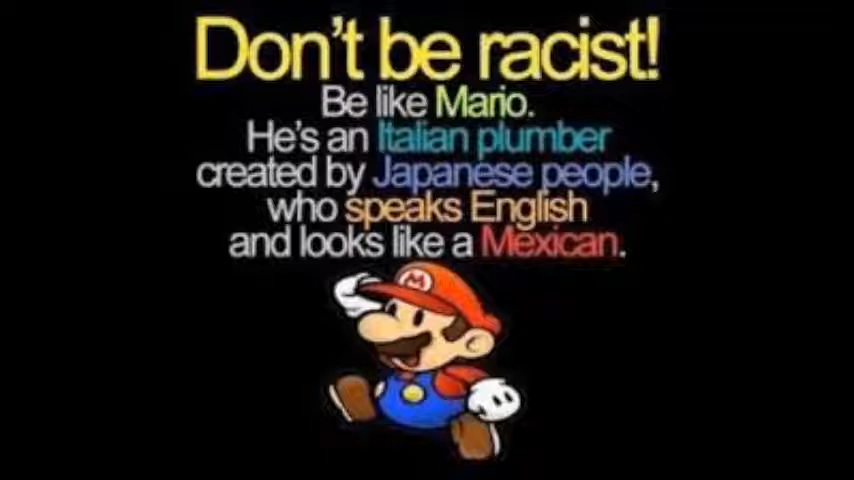 Don't be racist!
Be like Mario.
He's an Italian plumber
created by Japanese people,
who speaks English
and looks like a Mexican.
M